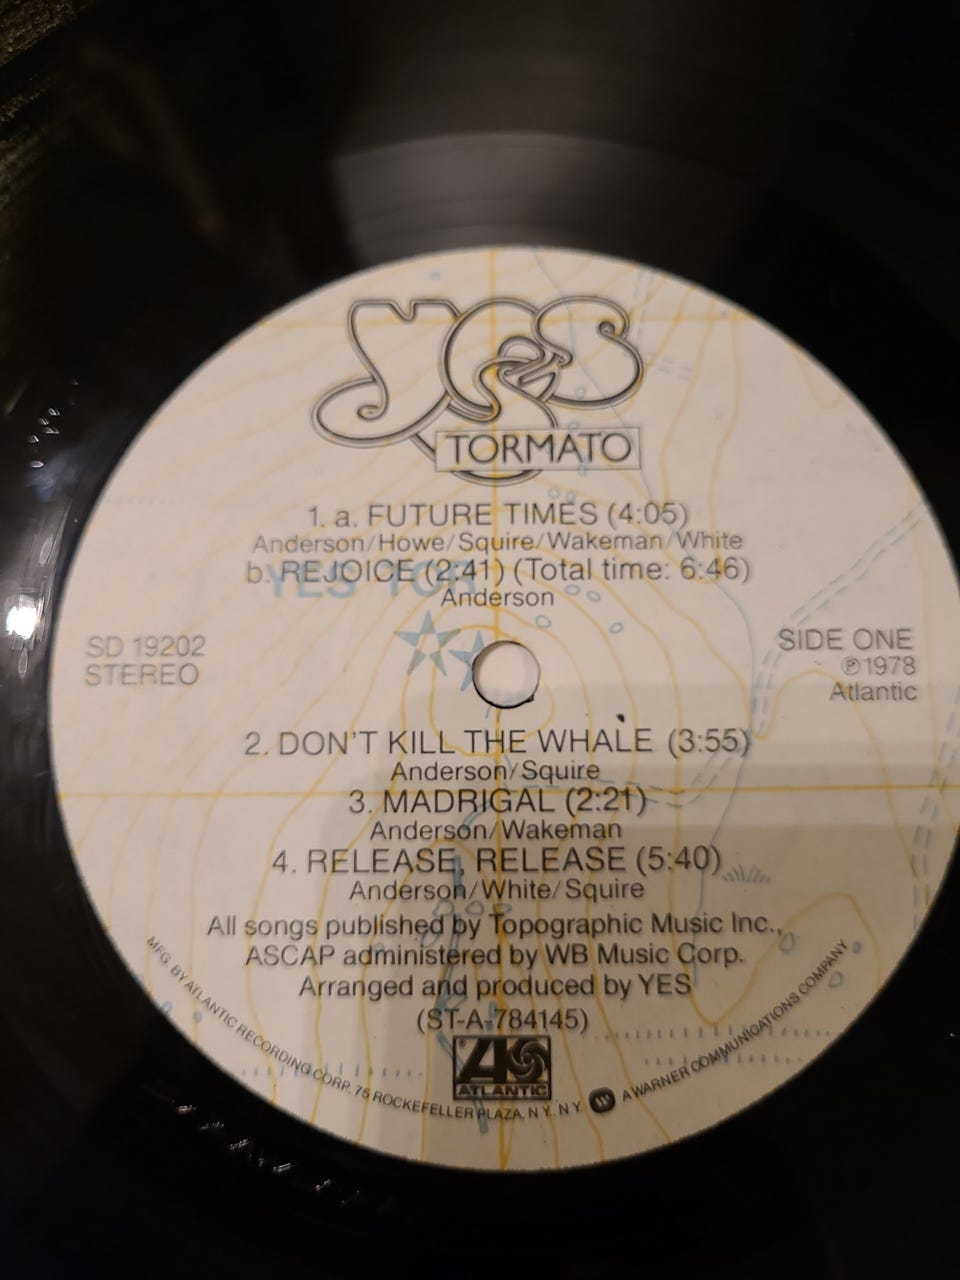 YES
TORMATO
1. a. FUTURE TIMES (4:05)
Anderson/Howe/Squire/Wakeman/White
b. REJOICE (2:41) (Total time: 6:46)
Anderson
YES TOR
SD 19202
STEREO
SIDE ONE
℗1978
Atlantic
2. DON'T KILL THE WHALE (3:55)
Anderson/Squire
3. MADRIGAL (2:21)
Anderson/Wakeman
4. RELEASE, RELEASE (5:40)
Anderson/White/Squire
All songs published by Topographic Music Inc.,
ASCAP administered by WB Music Corp.
Arranged and produced by YES
(ST-A-784145)
ATLANTIC
MFG. BY ATLANTIC RECORDING CORP. 75 ROCKEFELLER PLAZA, N.Y. N.Y. W A WARNER COMMUNICATIONS COMPANY